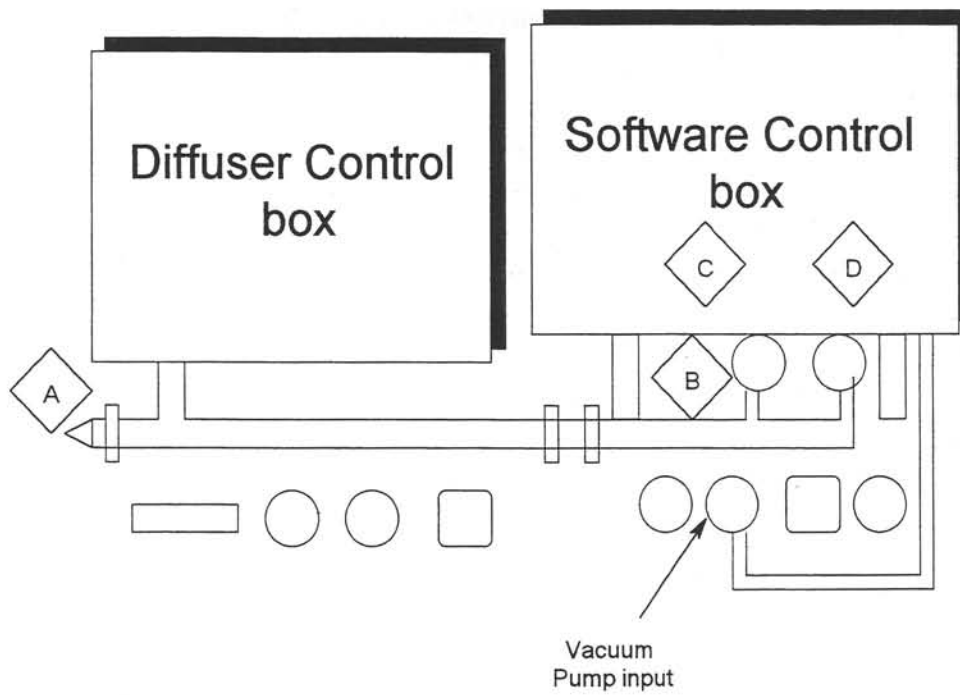 Diffuser Control
box
Software Control
box
C
D
A
B
Vacuum
Pump input